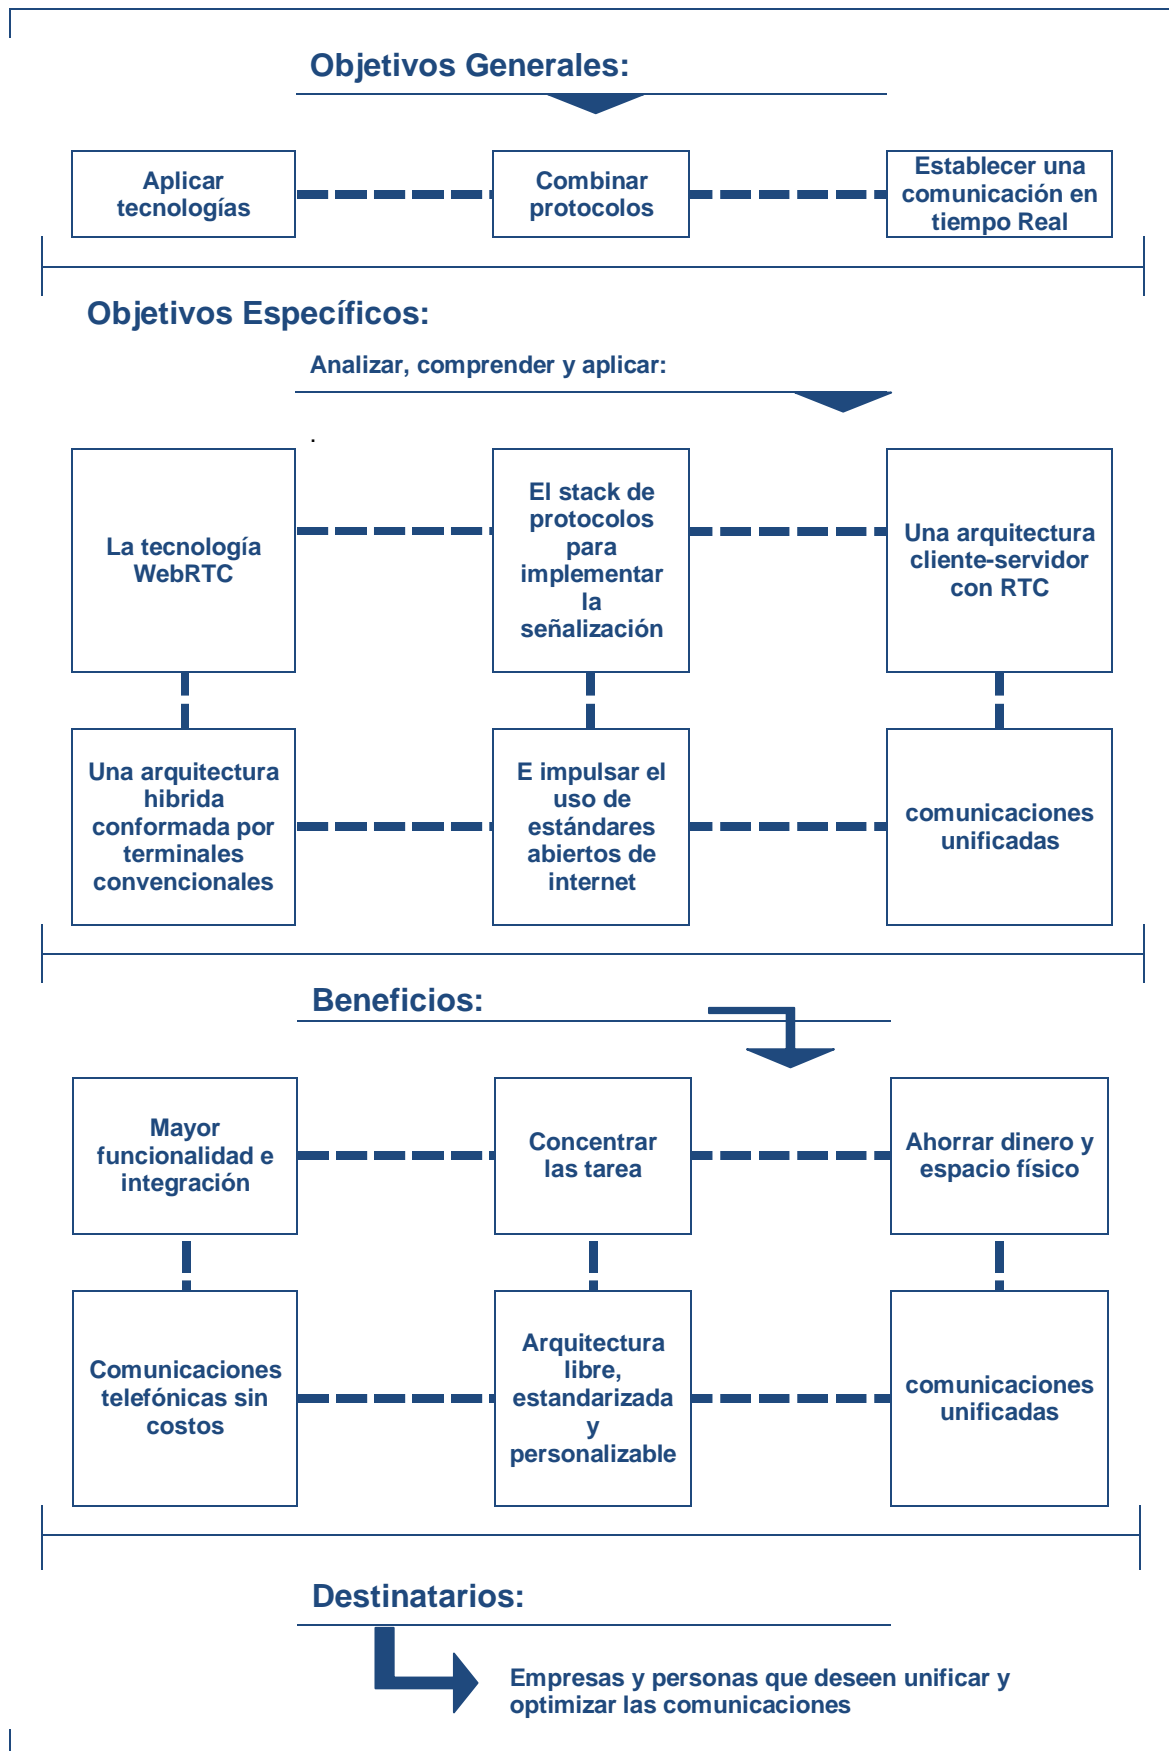 Objetivos Generales:
Aplicar
tecnologías
Combinar
protocolos
Establecer una
comunicación en
tiempo Real
Objetivos Específicos:
Analizar, comprender y aplicar:
.
La tecnología
WebRTC
El stack de
protocolos
para
implementar
la
señalización
Una arquitectura
cliente-servidor
con RTC
Una arquitectura
hibrida
conformada por
terminales
convencionales
E impulsar el
uso de
estándares
abiertos de
internet
comunicaciones
unificadas
Beneficios:
Mayor
funcionalidad e
integración
Concentrar
las tarea
Ahorrar dinero y
espacio físico
Comunicaciones
telefónicas sin
costos
Arquitectura
libre,
estandarizada
y
personalizable
comunicaciones
unificadas
Destinatarios:
Empresas y personas que deseen unificar y
optimizar las comunicaciones